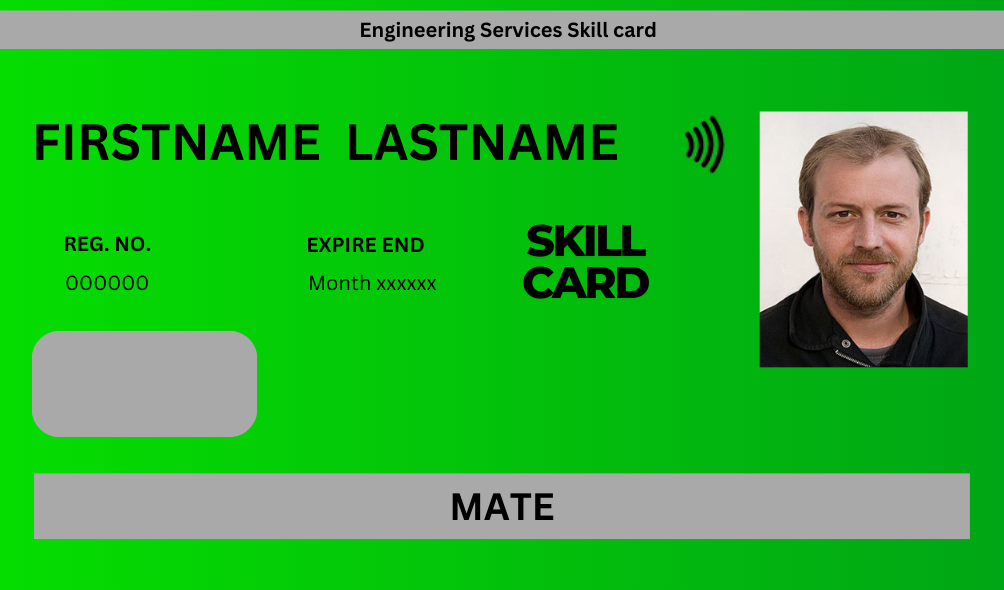 Engineering Services Skill card
FIRSTNAME LASTNAME
REG. NO.
EXPIRE END
000000
Month xxxxxx
SKILL
CARD
MATE